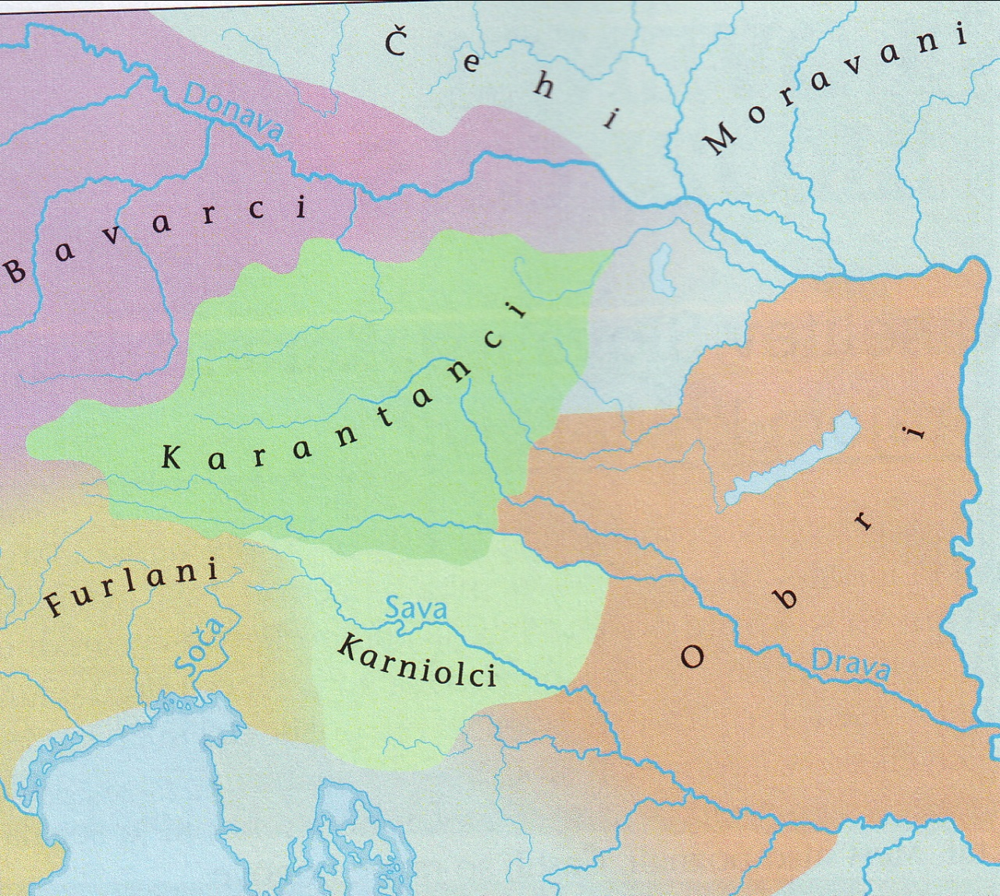 Čehi
Moravani
Donava
Bavarci
Karantanci
Obri
Furlani
Sava
Soča
Karniolci
Drava